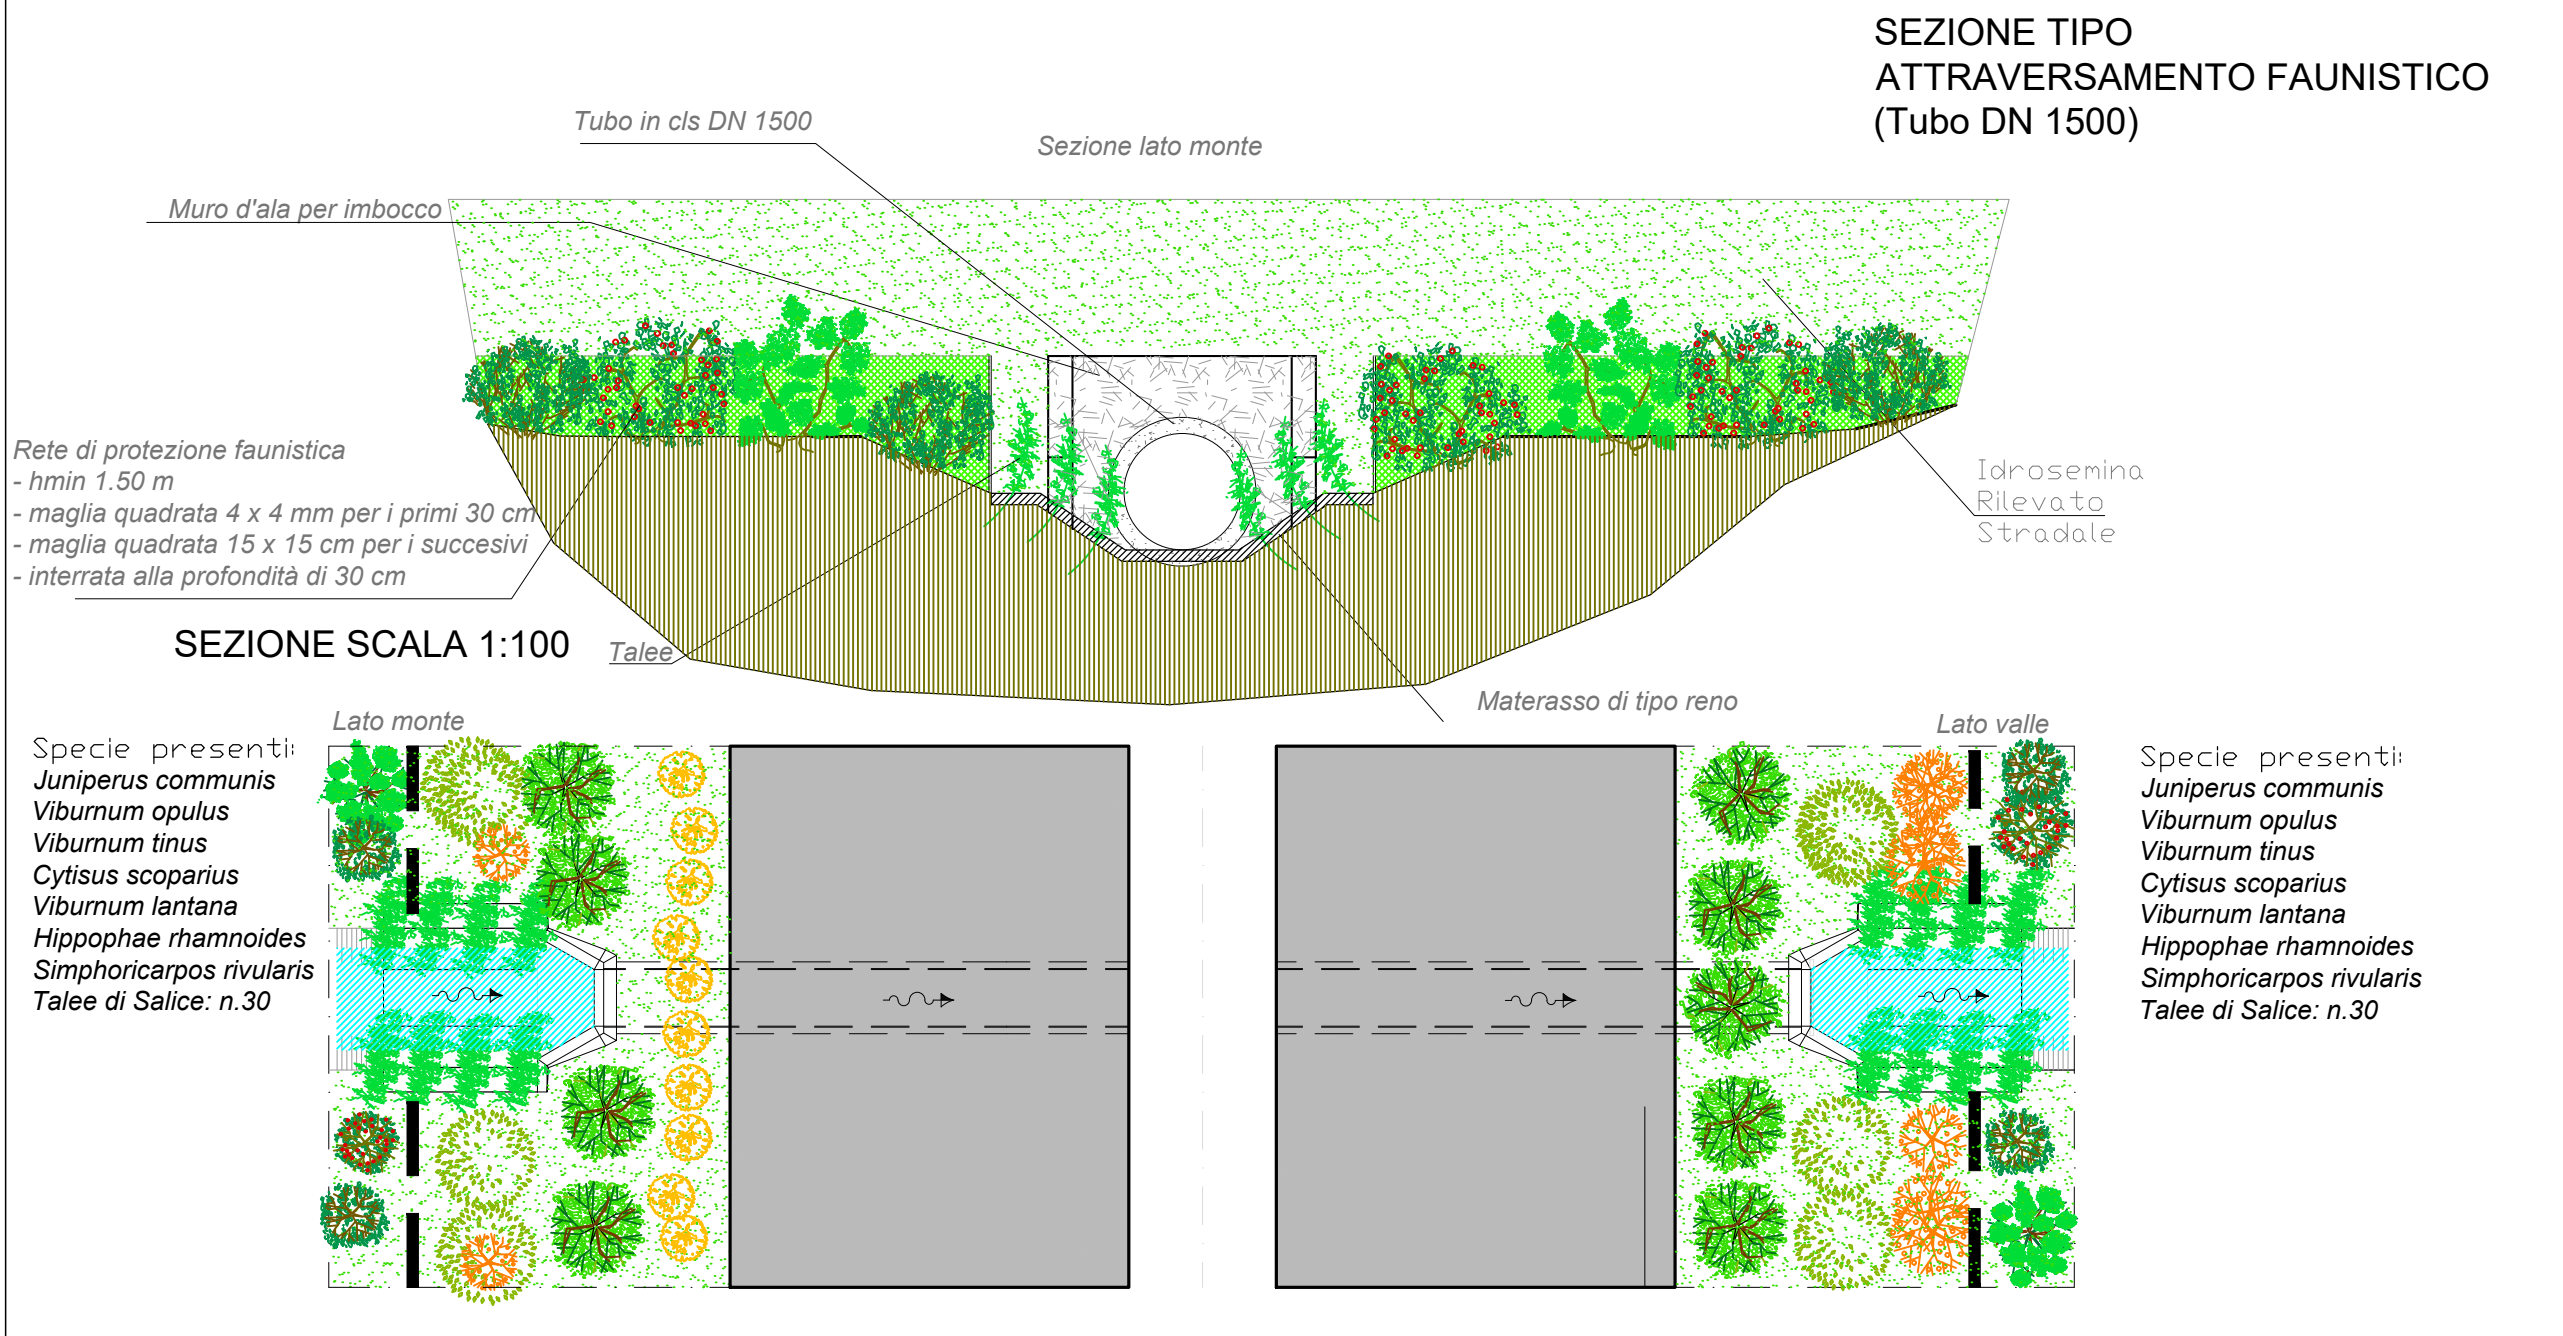 SEZIONE TIPO
ATTRAVERSAMENTO FAUNISTICO
(Tubo DN 1500)
Tubo in cls DN 1500
Sezione lato monte
Muro d'ala per imbocco
Rete di protezione faunistica
- hmin 1.50 m
- maglia quadrata 4 x 4 mm per i primi 30 cm
- maglia quadrata 15 x 15 cm per i succesivi
- interrata alla profondità di 30 cm
Idrosemina
Rilevato
Stradale
SEZIONE SCALA 1:100
Talee
Materasso di tipo reno
Lato monte
Lato valle
Specie presenti:
Juniperus communis
Viburnum opulus
Viburnum tinus
Cytisus scoparius
Viburnum lantana
Hippophae rhamnoides
Simphoricarpos rivularis
Talee di Salice: n.30
Specie presenti:
Juniperus communis
Viburnum opulus
Viburnum tinus
Cytisus scoparius
Viburnum lantana
Hippophae rhamnoides
Simphoricarpos rivularis
Talee di Salice: n.30